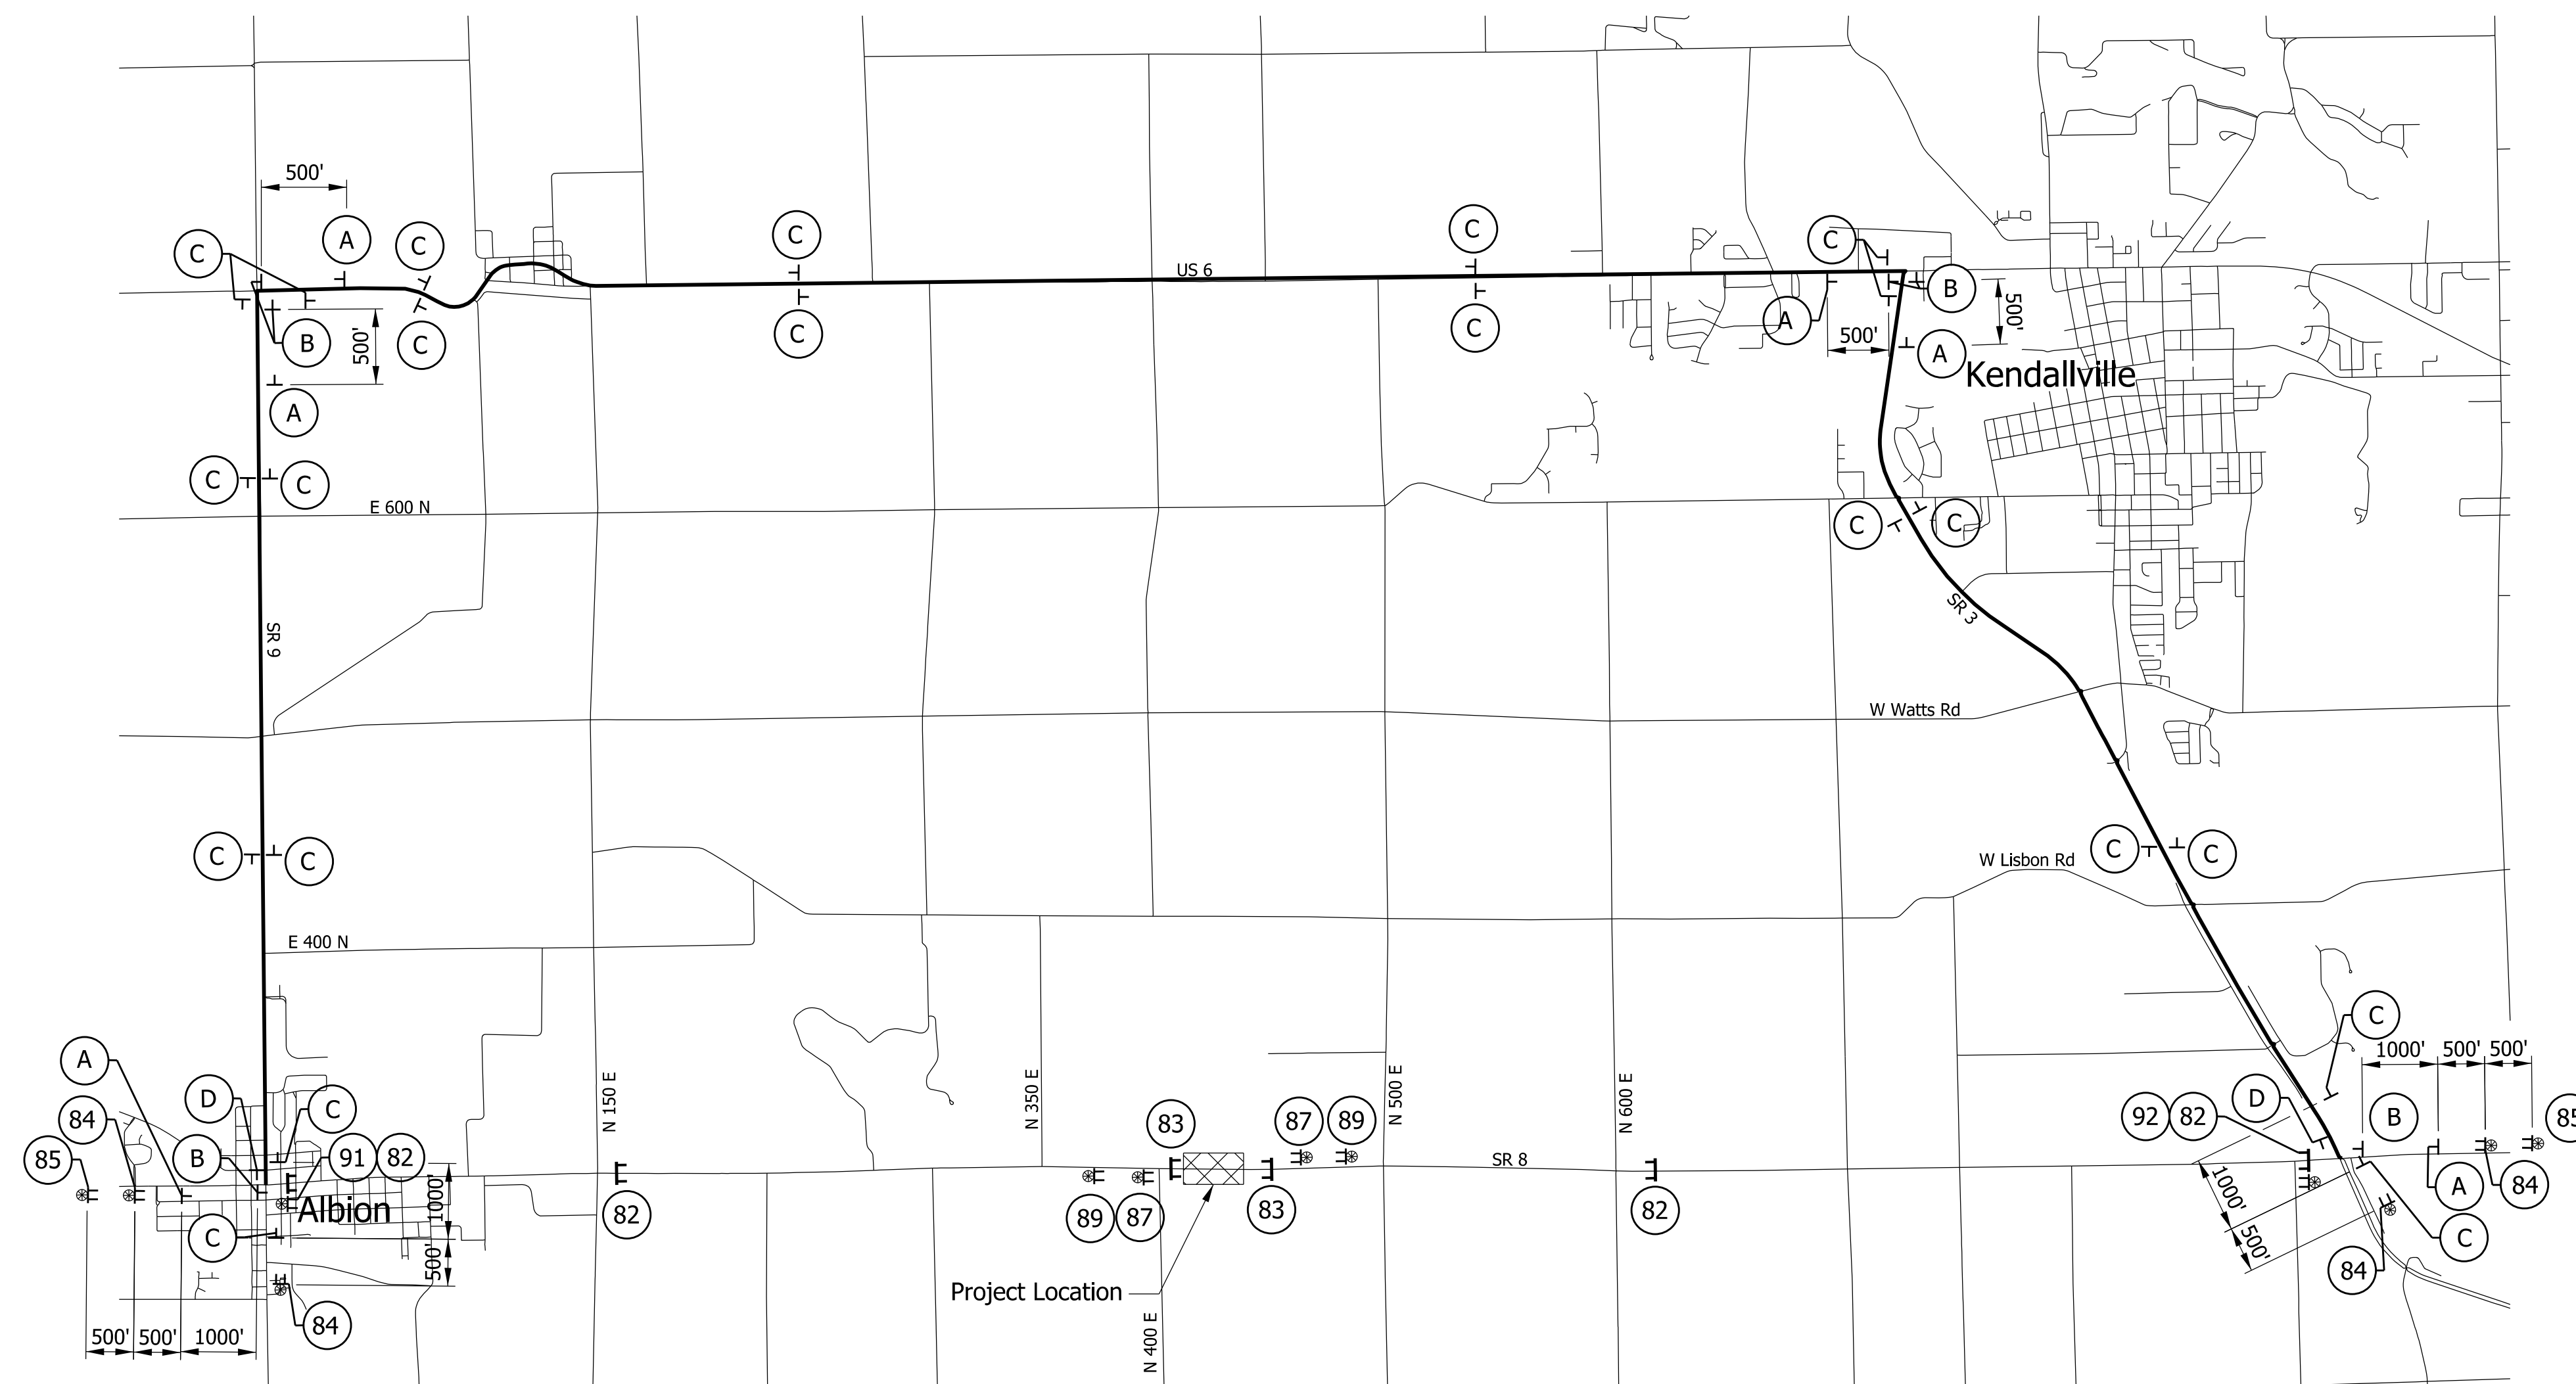 500'
C
A
C
C
C
C
US 6
B
500'
C
C
C
A
500'
B
500'
A
Kendallville
A
C
C
E 600 N
C
C
SR 9
SR 3
W Watts Rd
C
C
W Lisbon Rd
C
C
E 400 N
C
1000'
500'
500'
A
D
C
84
N 150 E
N 350 E
83
87
89
N 500 E
N 600 E
92
82
D
B
85
85
B
91
82
SR 8
Albion
1000'
C
500'
82
89
87
83
82
1000'
500'
A
84
C
84
Project Location
84
500'
500'
1000'
N 400 E